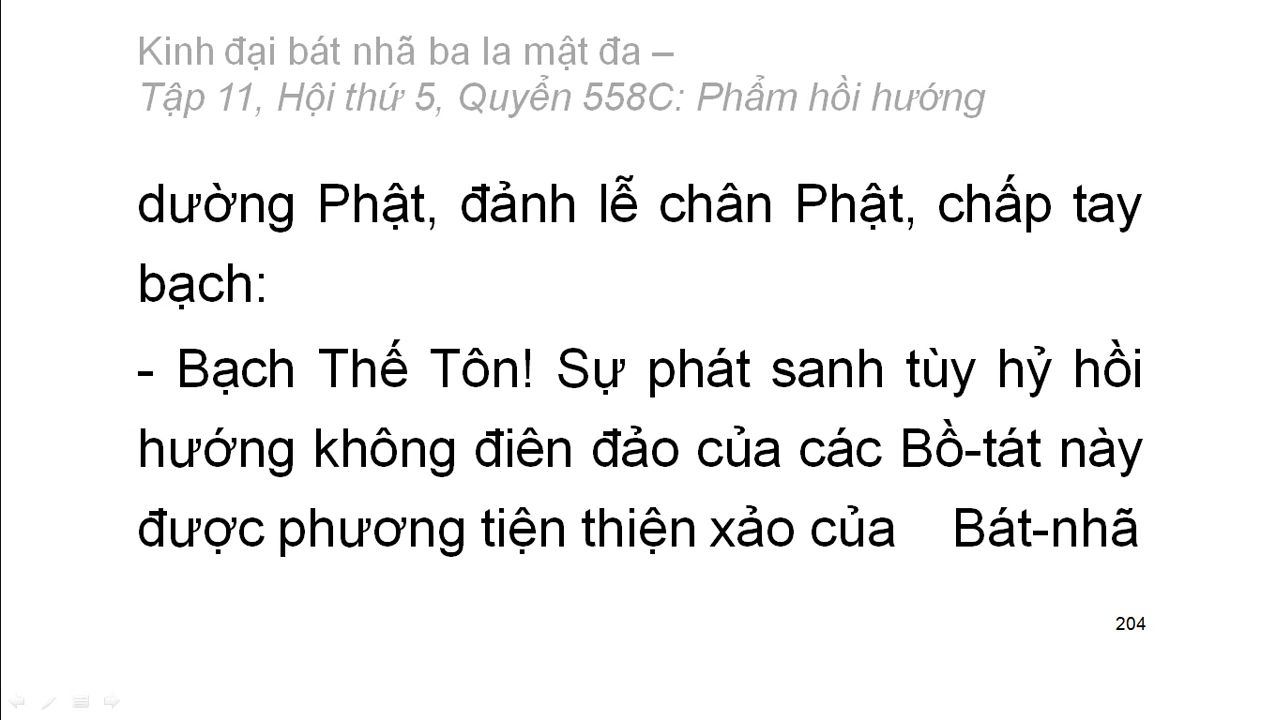 Kinh đại bát nhã ba la mật đa –
Tập 11, Hội thứ 5, Quyển 558C: Phẩm hồi hướng
dường Phật, đảnh lễ chân Phật, chấp tay
bạch:
- Bạch Thế Tôn! Sự phát sanh tùy hỷ hồi
hướng không điên đảo của các Bồ-tát này
được phương tiện thiện xảo của Bát-nhã
204